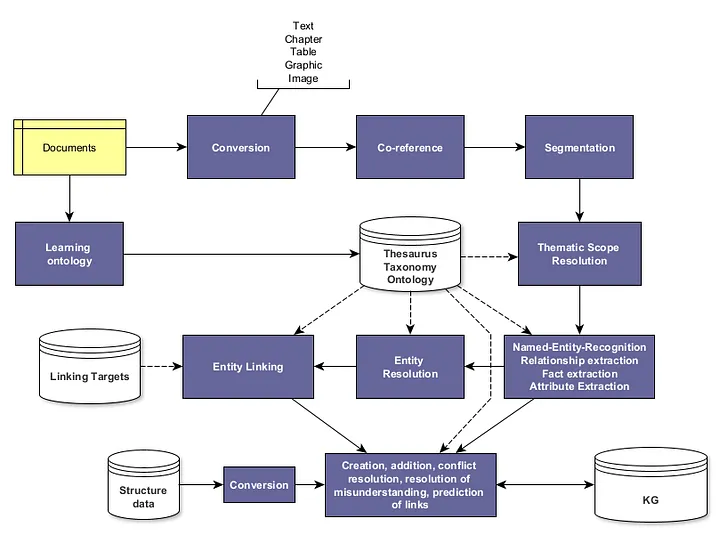 Text
Chapter
Table
Graphic
Image
Documents
Conversion
Co-reference
Segmentation
Learning
ontology
Thesaurus
Taxonomy
Ontology
Thematic Scope
Resolution
Linking Targets
Entity Linking
Entity
Resolution
Named-Entity-Recognition
Relationship extraction
Fact extraction
Attribute Extraction
Structure
data
Conversion
Creation, addition, conflict
resolution, resolution of
misunderstanding, prediction
of links
KG